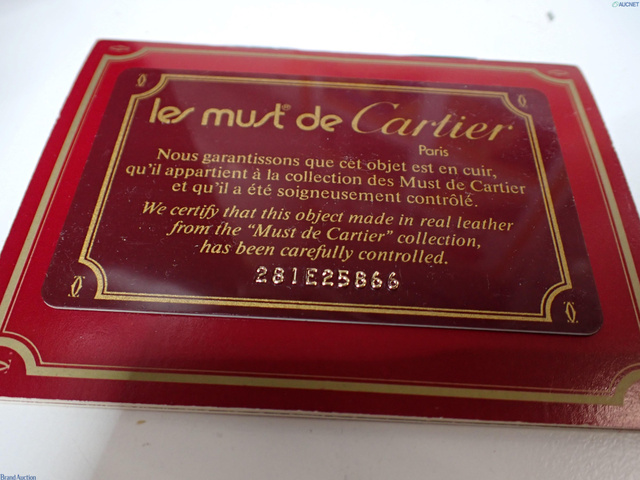 AUCNET
les must® de Cartier
Paris
Nous garantissons que cet objet est en cuir,
qu'il appartient à la collection des Must de Cartier
et qu'il a été soigneusement contrôlé.
We certify that this object made in real leather
from the "Must de Cartier" collection,
has been carefully controlled.
281E25866
Brand Auction